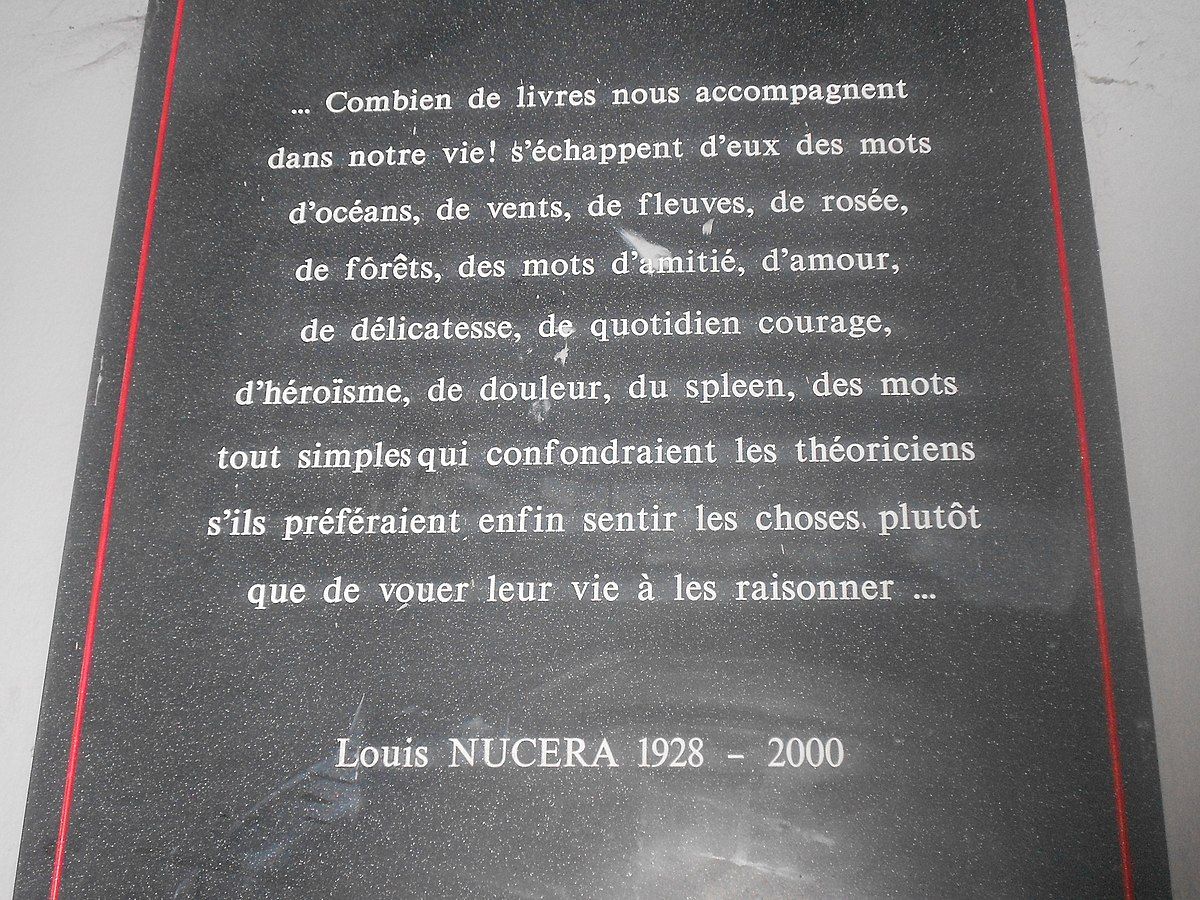 ... Combien de livres nous accompagnent
dans notre vie! s'échappent d'eux des mots
d'océans, de vents, de fleuves, de rosée,
de fôrêts, des mots d'amitié, d'amour,
de délicatesse, de quotidien courage,
d'héroïsme, de douleur, du spleen, des mots
tout simples qui confondraient les théoriciens
s'ils préféraient enfin sentir les choses plutôt
que de vouer leur vie à les raisonner ...
Louis NUCERA 1928 - 2000